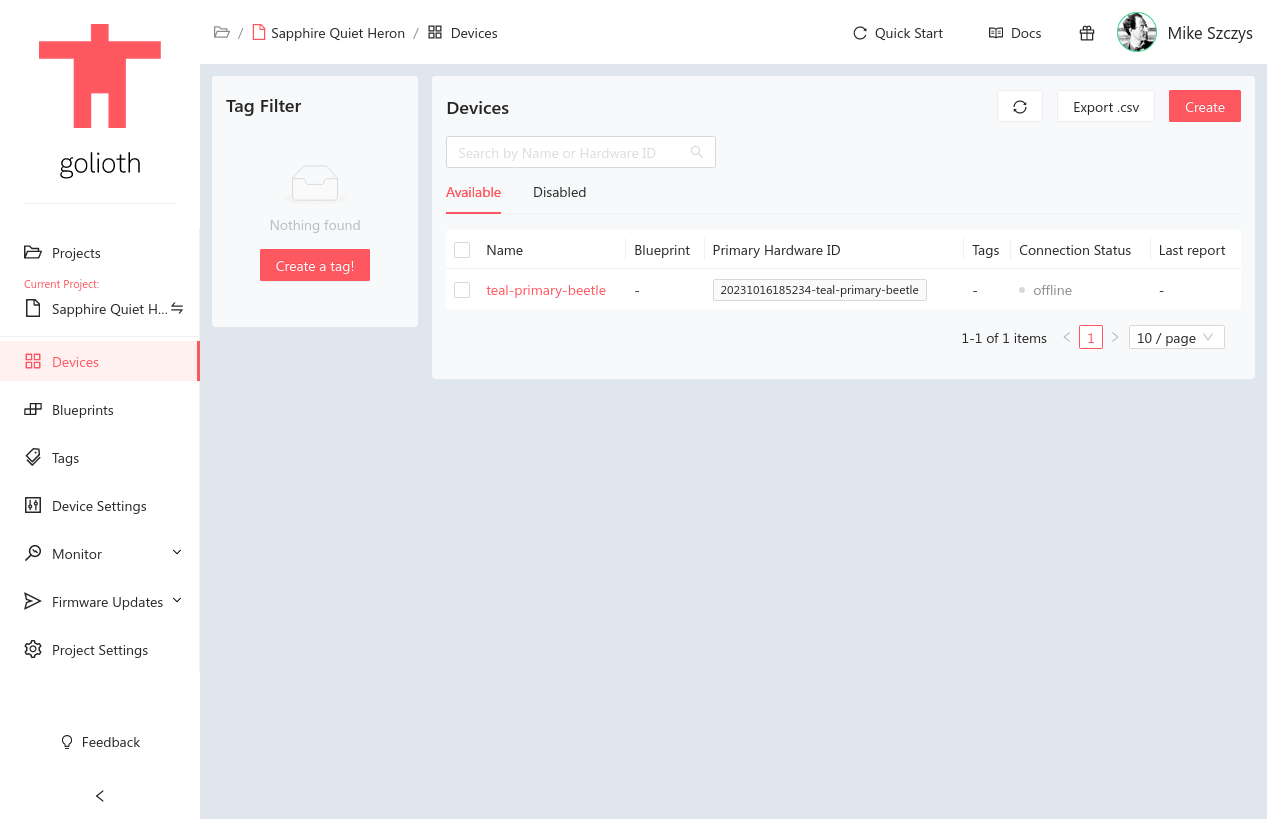 golioth
Projects
Current Project:
Sapphire Quiet H...
Devices
Blueprints
Tags
Device Settings
Monitor
Firmware Updates
Project Settings
Feedback
/ Sapphire Quiet Heron / Devices
Quick Start
Docs
Mike Szczys
Tag Filter
Nothing found
Create a tag!
Devices
Export .csv
Create
Search by Name or Hardware ID
Available Disabled
Name Blueprint Primary Hardware ID Tags Connection Status Last report
teal-primary-beetle - 20231016185234-teal-primary-beetle - offline -
1-1 of 1 items < 1 > 10 / page